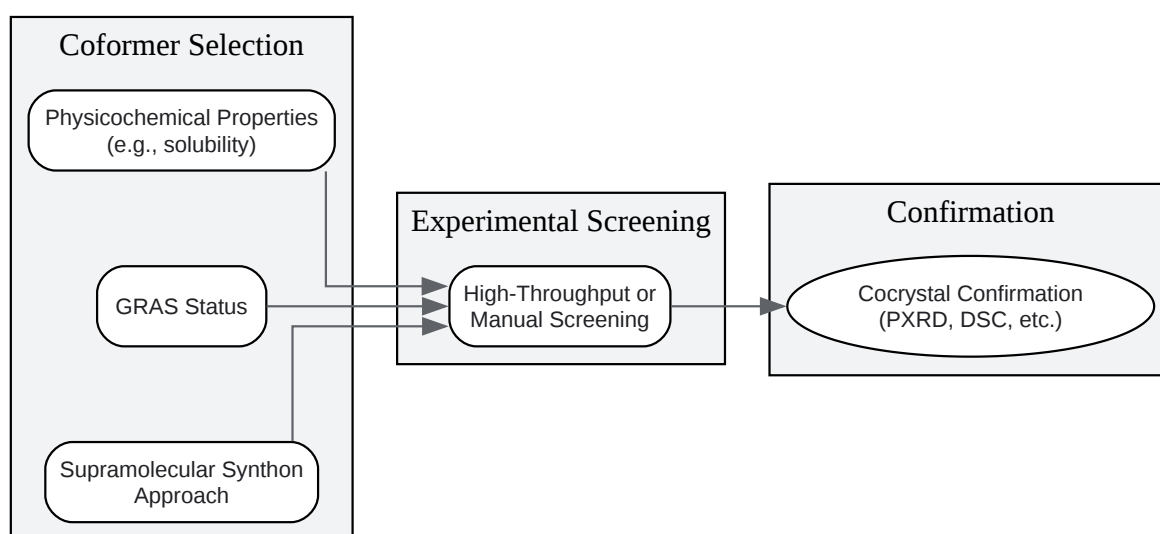 Coformer Selection
Physicochemical Properties
(e.g., solubility)
GRAS Status
Supramolecular Synthon
Approach
Experimental Screening
High-Throughput or
Manual Screening
Confirmation
Cocrystal Confirmation
(PXRD, DSC, etc.)